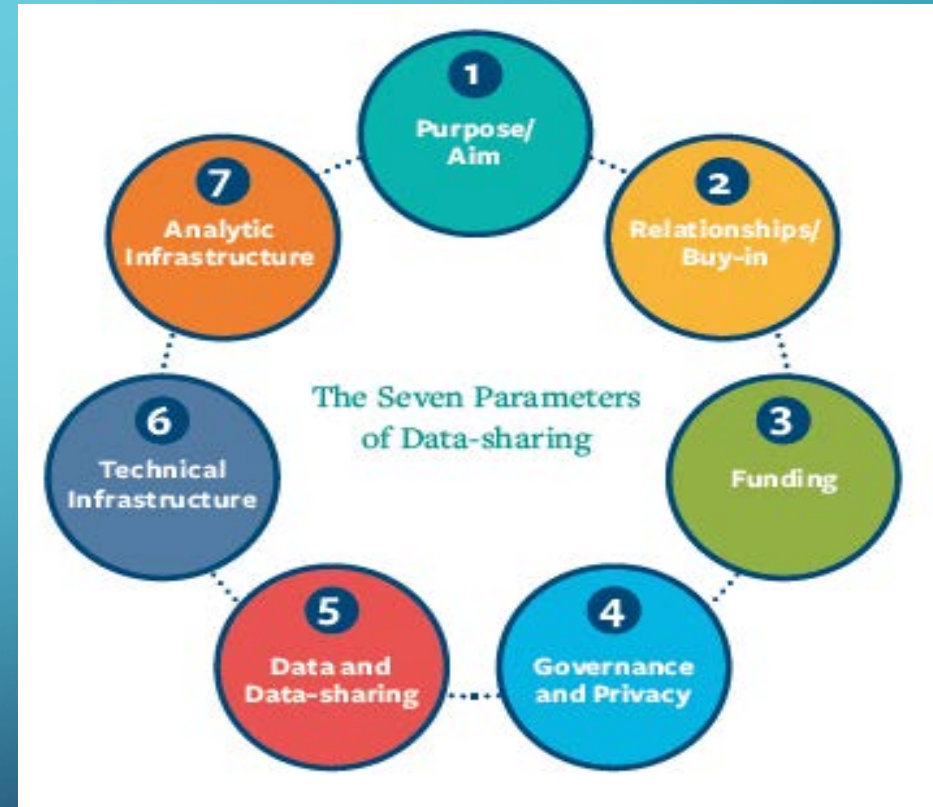 1
Purpose/
Aim
2
Relationships/
Buy-in
3
Funding
4
Governance
and Privacy
5
Data and
Data-sharing
6
Technical
Infrastructure
7
Analytic
Infrastructure
The Seven Parameters
of Data-sharing